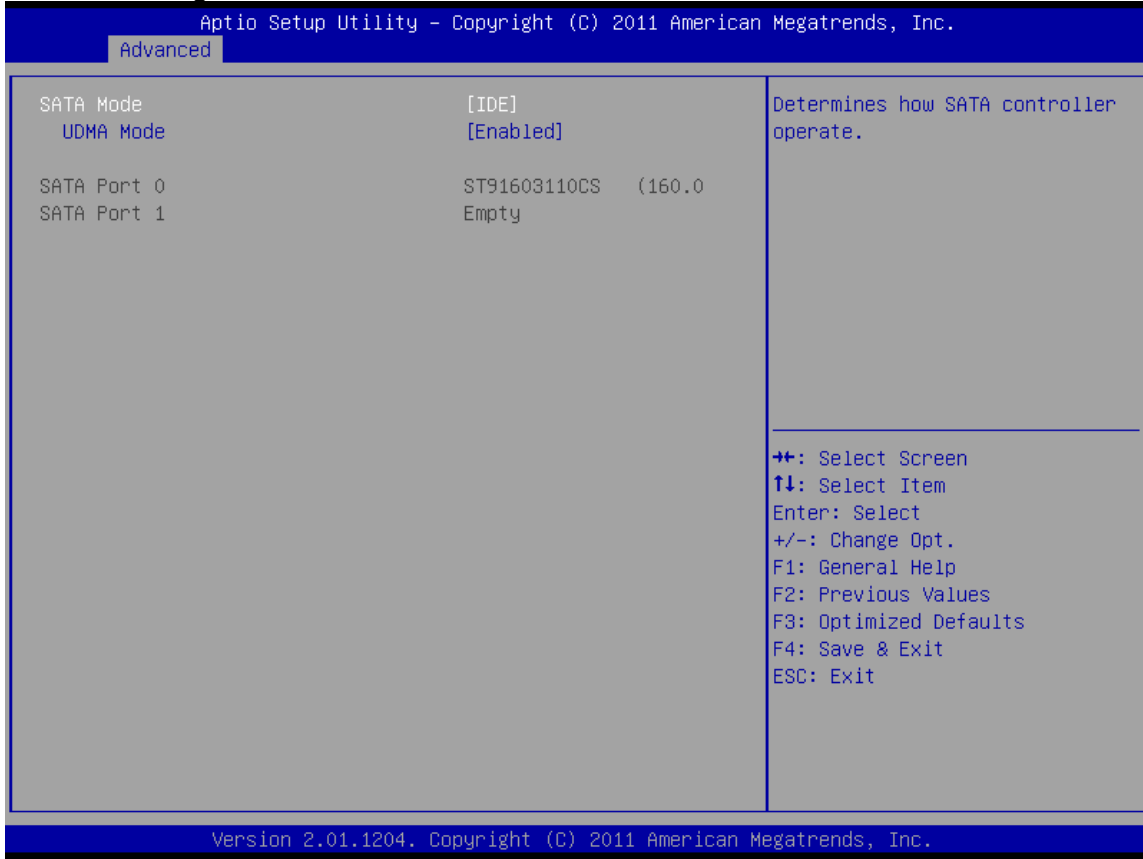 Aptio Setup Utility – Copyright (C) 2011 American Megatrends, Inc.
Advanced
SATA Mode [IDE]
UDMA Mode [Enabled]
SATA Port 0 ST91603110CS (160.0
SATA Port 1 Empty
Determines how SATA controller
operate.
→←: Select Screen
↑↓: Select Item
Enter: Select
+/-: Change Opt.
F1: General Help
F2: Previous Values
F3: Optimized Defaults
F4: Save & Exit
ESC: Exit
Version 2.01.1204. Copyright (C) 2011 American Megatrends, Inc.